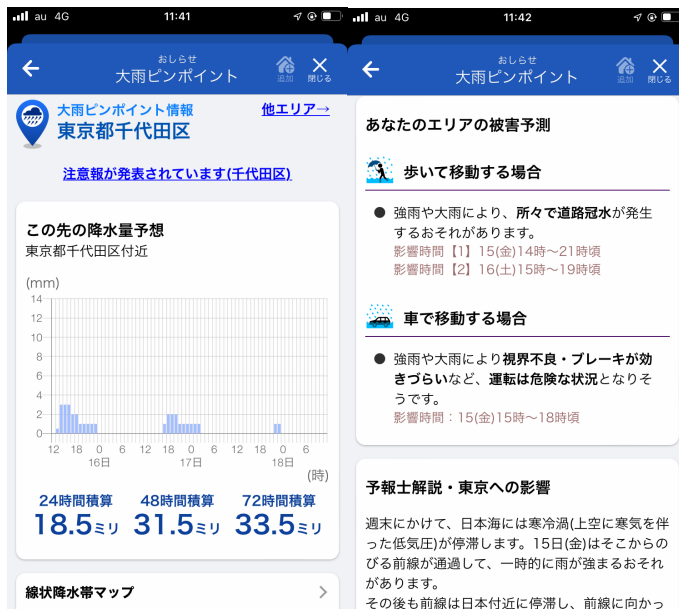 au 4G 11:41
おしらせ
大雨ピンポイント
追加 閉じる
大雨ピンポイント情報
他エリア→
東京都千代田区
注意報が発表されています(千代田区)
この先の降水量予想
東京都千代田区付近
(mm)
14
12
10
8
6
4
2
0
12 18 0 6 12 18 0 6 12 18 0 6
16日 17日 18日
(時)
24時間積算 48時間積算 72時間積算
18.5ミリ 31.5ミリ 33.5ミリ
線状降水帯マップ
au 4G 11:42
おしらせ
大雨ピンポイント
追加 閉じる
あなたのエリアの被害予測
歩いて移動する場合
● 強雨や大雨により、所々で道路冠水が発生
するおそれがあります。
影響時間【1】15(金)14時〜21時頃
影響時間【2】16(土)15時〜19時頃
車で移動する場合
● 強雨や大雨により視界不良・ブレーキが効
きづらいなど、運転は危険な状況となりそ
うです。
影響時間：15(金)15時〜18時頃
予報士解説・東京への影響
週末にかけて、日本海には寒冷渦(上空に寒気を伴
った低気圧)が停滞します。15日(金)はそこからの
びる前線が通過して、一時的に雨が強まるおそれ
があります。
その後も前線は日本付近に停滞し、前線に向かっ